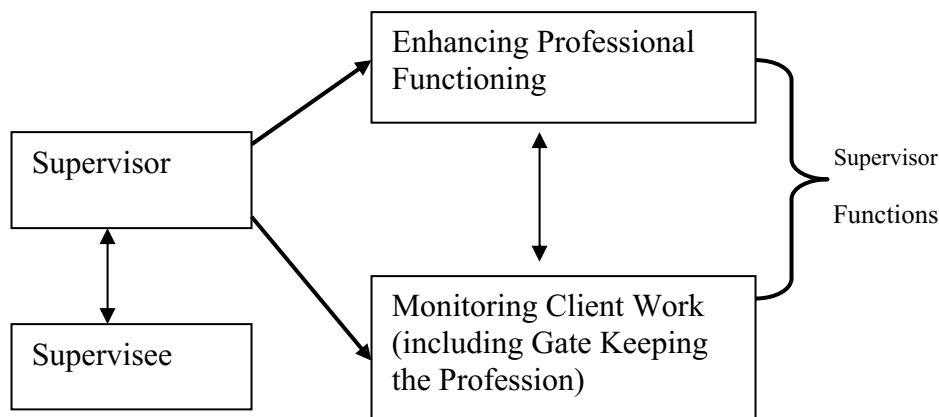 Enhancing Professional
Functioning
Supervisor
Supervisor
Functions
Supervisee
Monitoring Client Work
(including Gate Keeping
the Profession)